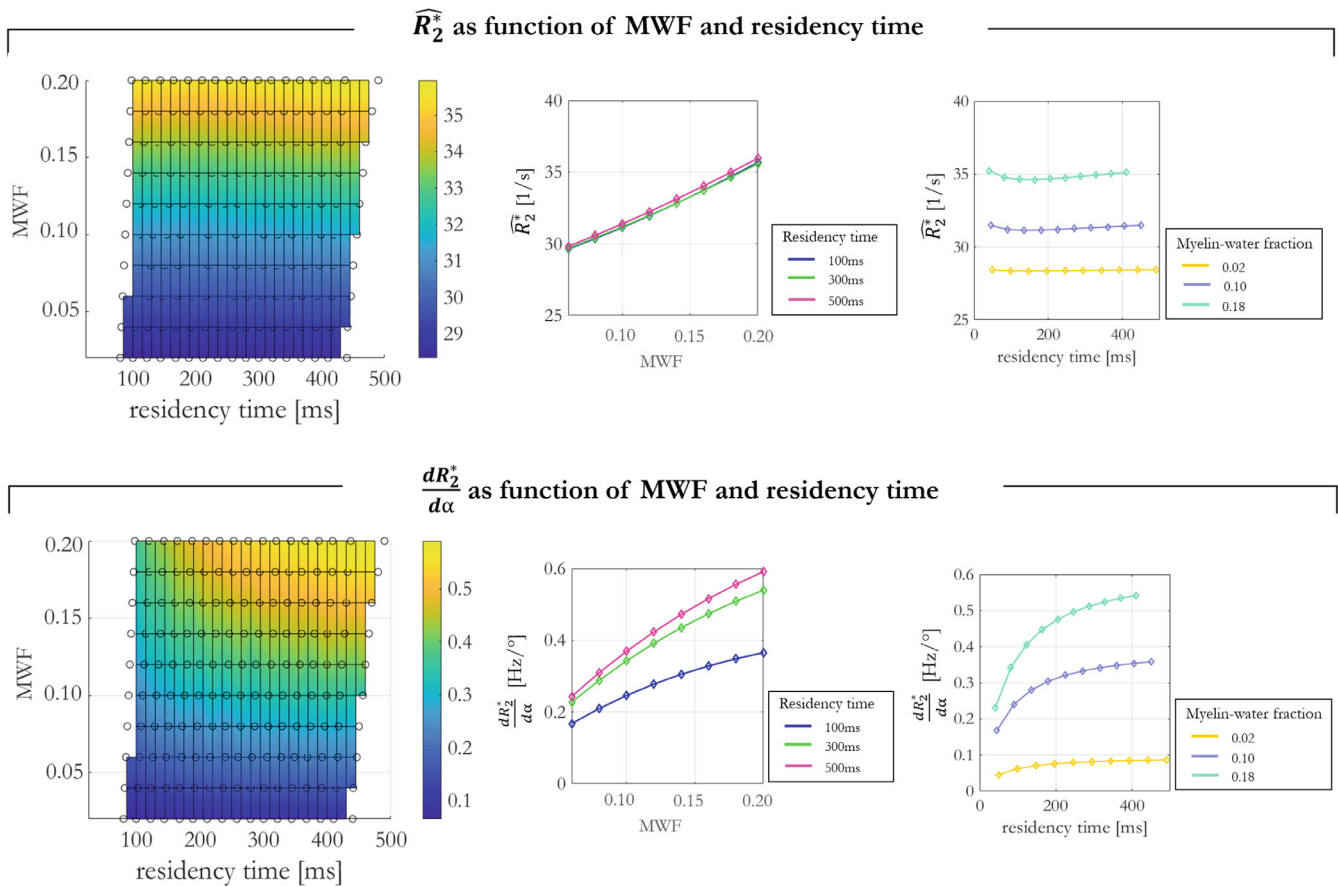 R̂₂* as function of MWF and residency time
0.20
0.15
0.10
0.05
MWF
100 200 300 400 500
residency time [ms]
35
34
33
32
31
30
29
40
35
30
25
R̂₂* [1/s]
0.10 0.15 0.20
MWF
Residency time
100ms
300ms
500ms
40
35
31
25
R̂₂* [1/s]
0 200 400
residency time [ms]
Myelin-water fraction
0.02
0.10
0.18
dR₂*/dα as function of MWF and residency time
0.20
0.15
0.10
0.05
MWF
100 200 300 400 500
residency time [ms]
0.5
0.4
0.3
0.2
0.1
0.6
0.4
0.2
0
dR₂*/dα [Hz/°]
0.10 0.15 0.20
MWF
Residency time
100ms
300ms
500ms
0.6
0.5
0.4
0.3
0.2
0.1
0
dR₂*/dα [Hz/°]
0 200 400
residency time [ms]
Myelin-water fraction
0.02
0.10
0.18